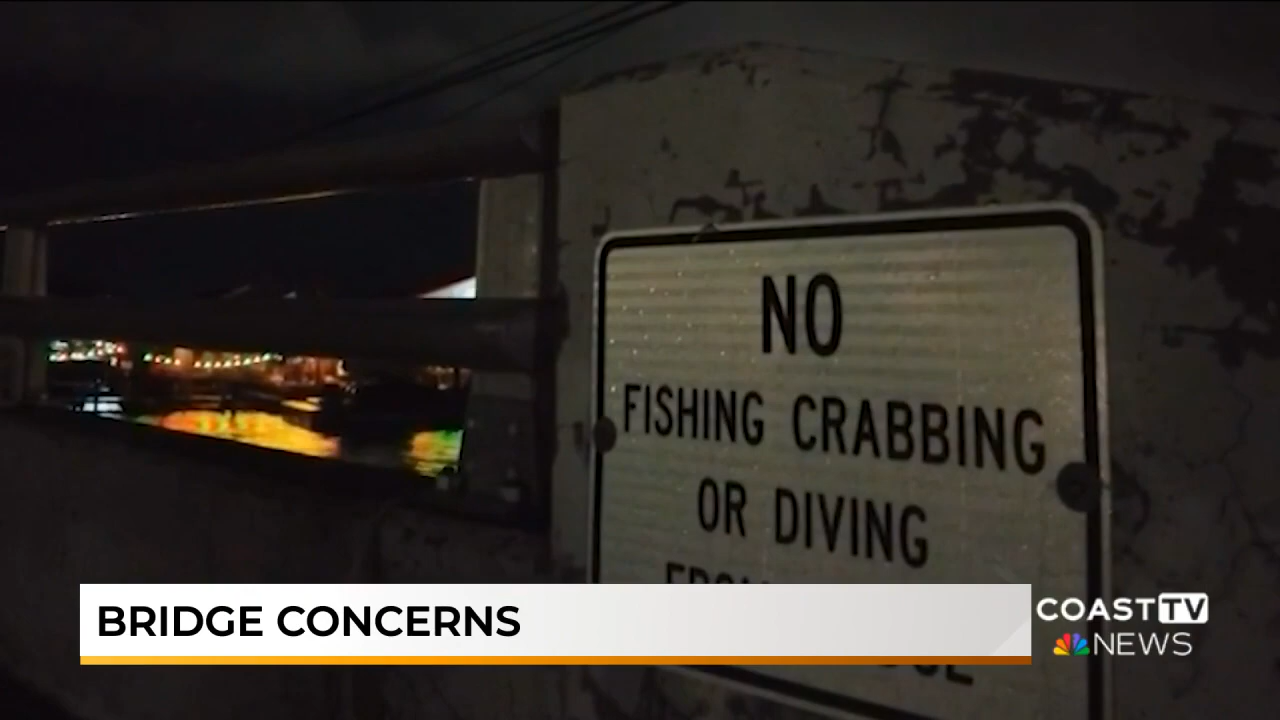 NO
FISHING CRABBING
OR DIVING
BRIDGE CONCERNS
COAST TV
NEWS